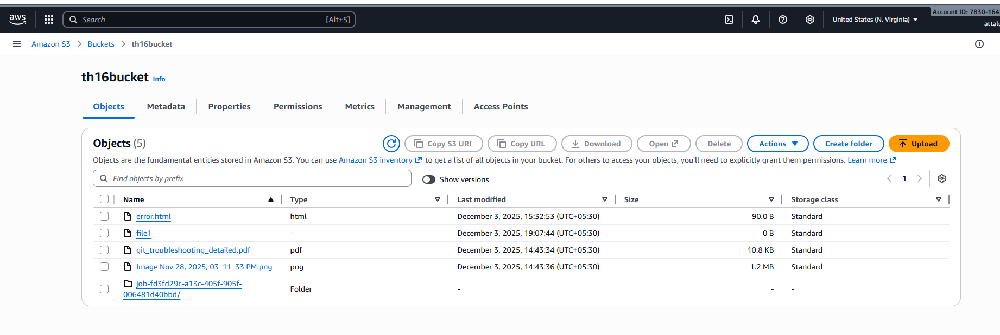 aws
Search [Alt+S]
United States (N. Virginia)
Account ID: 7830-164
Amazon S3 > Buckets > th16bucket
th16bucket Info
Objects Metadata Properties Permissions Metrics Management Access Points
Objects (5)
Copy S3 URI Copy URL Download Open Delete Actions Create folder Upload
Objects are the fundamental entities stored in Amazon S3. You can use Amazon S3 inventory to get a list of all objects in your bucket. For others to access your objects, you'll need to explicitly grant them permissions. Learn more
Find objects by prefix Show versions 1
Name Type Last modified Size Storage class
error.html html December 3, 2025, 15:32:53 (UTC+05:30) 90.0 B Standard
file1 - December 3, 2025, 19:07:44 (UTC+05:30) 0 B Standard
git_troubleshooting_detailed.pdf pdf December 3, 2025, 14:43:34 (UTC+05:30) 10.8 KB Standard
Image Nov 28, 2025, 03_11_33 PM.png png December 3, 2025, 14:43:36 (UTC+05:30) 1.2 MB Standard
job-fd3fd29c-a13c-405f-905f-
006481d40bbd/ Folder - - -